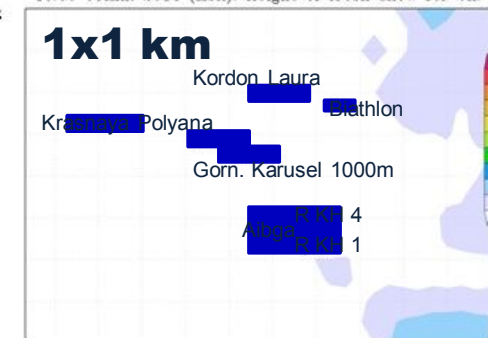 1x1 km
Kordon Laura
Biathlon
Krasnaya Polyana
Gorn. Karusel 1000m
R KH 4
Aibga
R KH 1